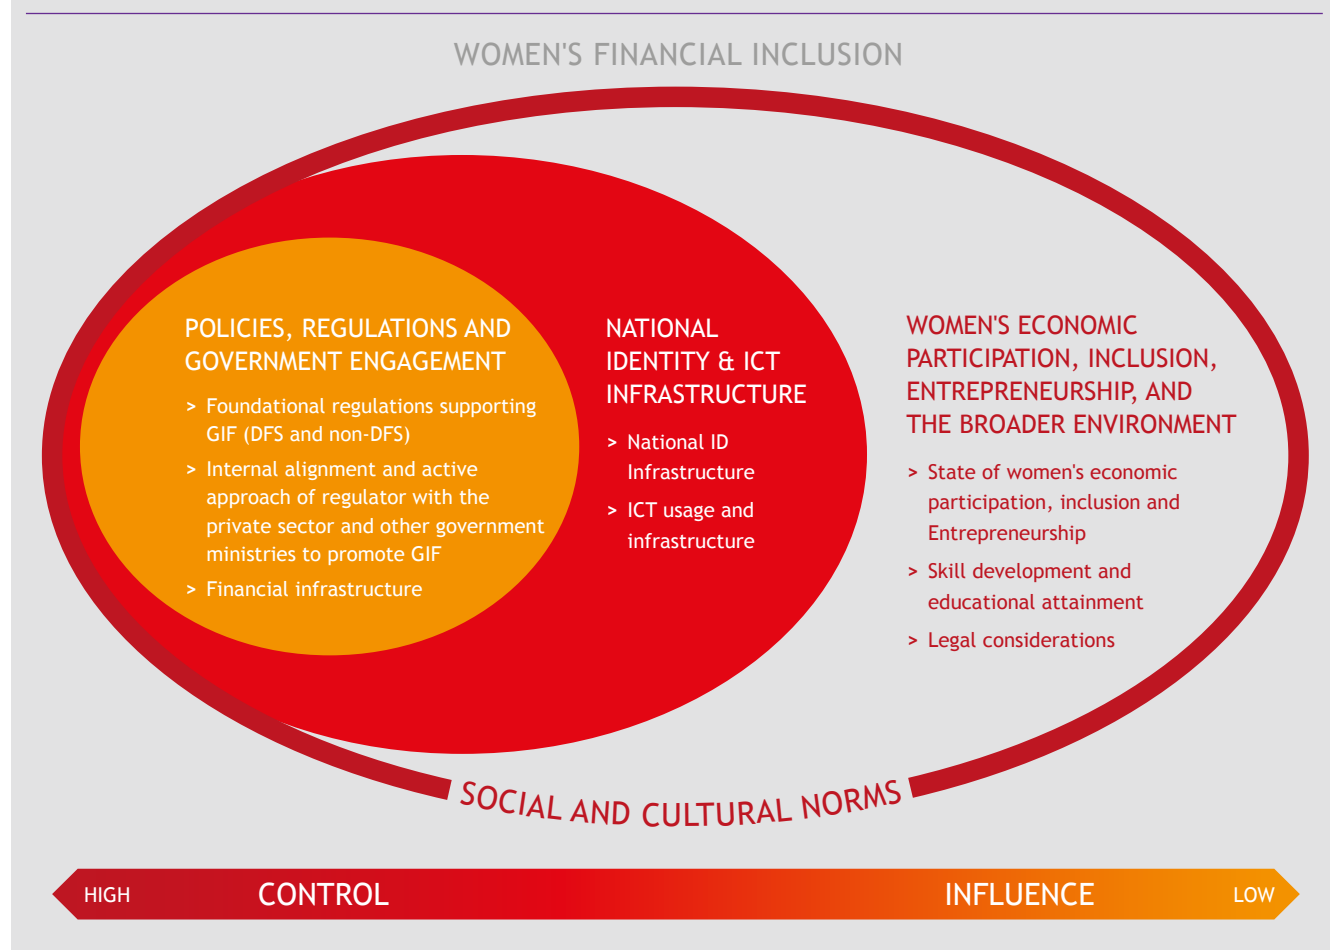 WOMEN'S FINANCIAL INCLUSION
POLICIES, REGULATIONS AND
GOVERNMENT ENGAGEMENT
> Foundational regulations supporting
GIF (DFS and non-DFS)
> Internal alignment and active
approach of regulator with the
private sector and other government
ministries to promote GIF
> Financial infrastructure
NATIONAL
IDENTITY & ICT
INFRASTRUCTURE
> National ID
Infrastructure
> ICT usage and
infrastructure
WOMEN'S ECONOMIC
PARTICIPATION, INCLUSION,
ENTREPRENEURSHIP, AND
THE BROADER ENVIRONMENT
> State of women's economic
participation, inclusion and
Entrepreneurship
> Skill development and
educational attainment
> Legal considerations
SOCIAL AND CULTURAL NORMS
HIGH CONTROL INFLUENCE LOW